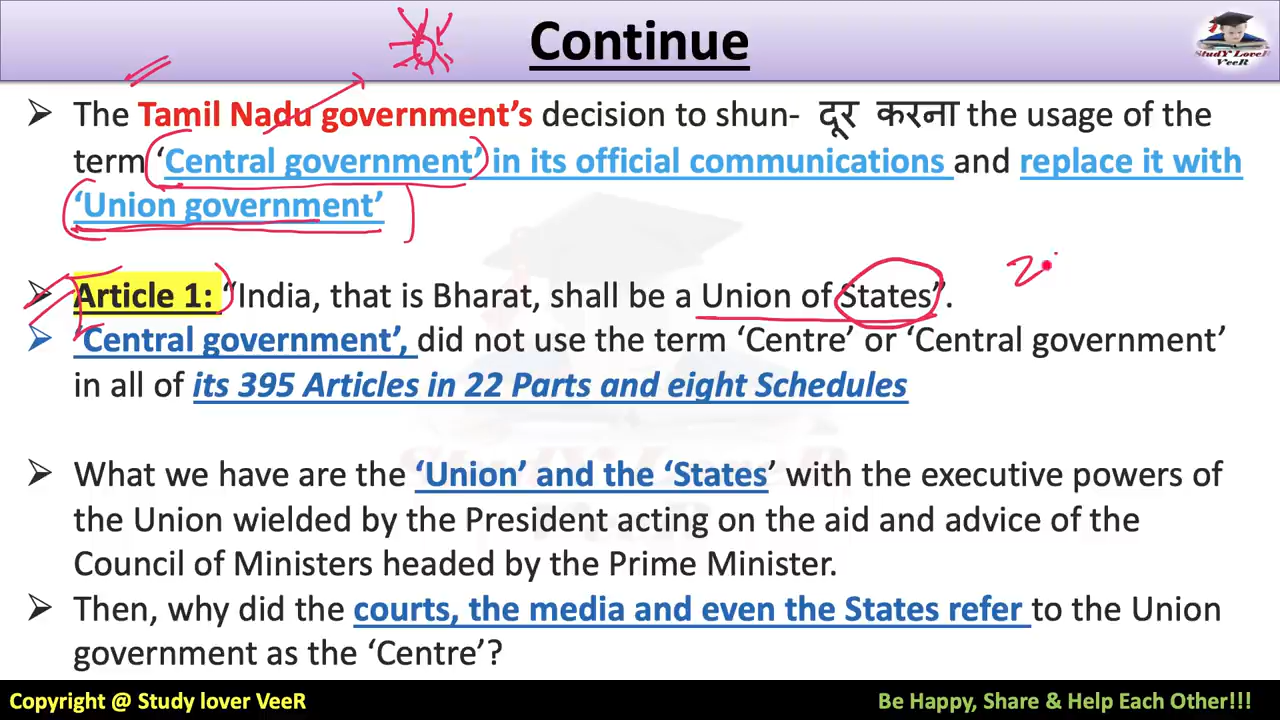 Continue
StudY LoveR
VeeR
➢ The Tamil Nadu government’s decision to shun- दूर करना the usage of the
term ‘Central government’ in its official communications and replace it with
‘Union government’
➢ Article 1: “India, that is Bharat, shall be a Union of States”.
➢ ‘Central government’, did not use the term ‘Centre’ or ‘Central government’
in all of its 395 Articles in 22 Parts and eight Schedules
➢ What we have are the ‘Union’ and the ‘States’ with the executive powers of
the Union wielded by the President acting on the aid and advice of the
Council of Ministers headed by the Prime Minister.
➢ Then, why did the courts, the media and even the States refer to the Union
government as the ‘Centre’?
StudY LoveR
VeeR
Copyright @ Study lover VeeR
Be Happy, Share & Help Each Other!!!